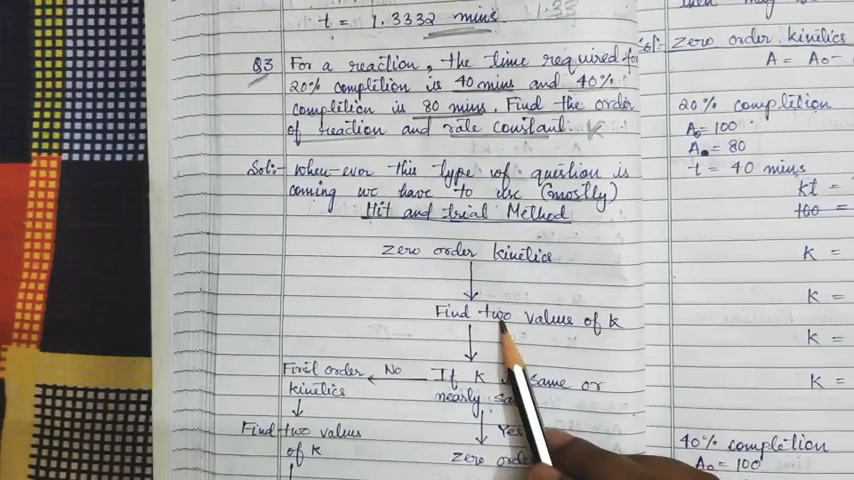 t = 1.3332 mins
1.33
Q3 For a reaction, the time required for
20% completion is 40 mins and 40%
completion is 80 mins. Find the order
of reaction and rate constant. K
Sol:- when-ever this type of question is
coming we have to use (mostly)
Hit and trial Method
Zero order kinetics
Find two values of k
If K same or
nearly
No
First order
kinetics
Yes
Zero order
Find two values
of k
Sol:- Zero order kinetics
A = A0 -
20% completion
A0 = 100
A = 80
t = 40 mins
kt =
100 =
k =
k =
k =
k =
40% completion
A0 = 100